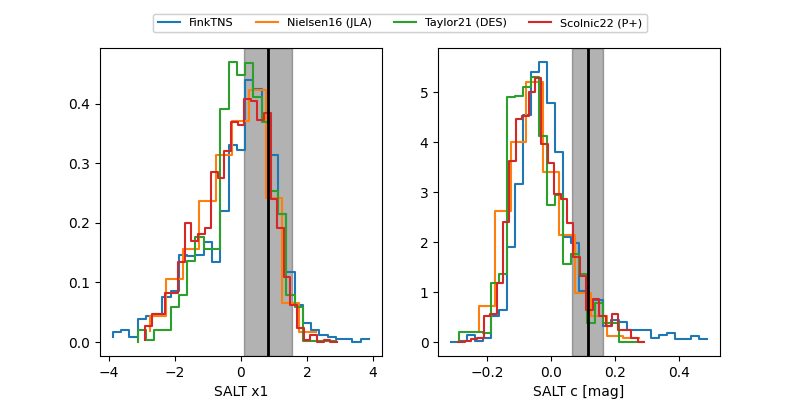 FinkTNS Nielsen16 (JLA) Taylor21 (DES) Scolnic22 (P+)
0.4
0.3
0.2
0.1
0.0
−4 −2 0 2 4
SALT x1
5
4
3
2
1
0
−0.2 0.0 0.2 0.4
SALT c [mag]